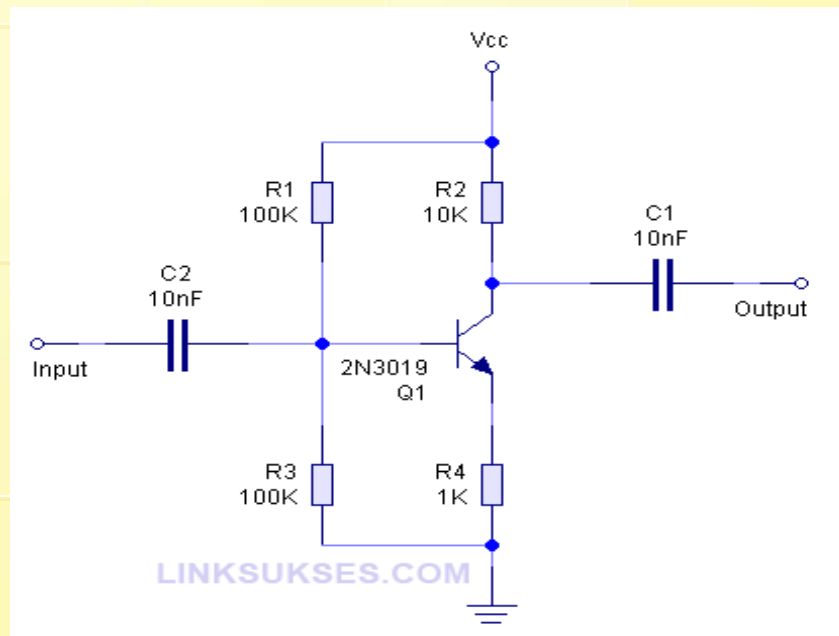 Vcc
R1
100K
R2
10K
C1
10nF
C2
10nF
Output
Input
2N3019
Q1
R3
100K
R4
1K
LINKSUKSES.COM